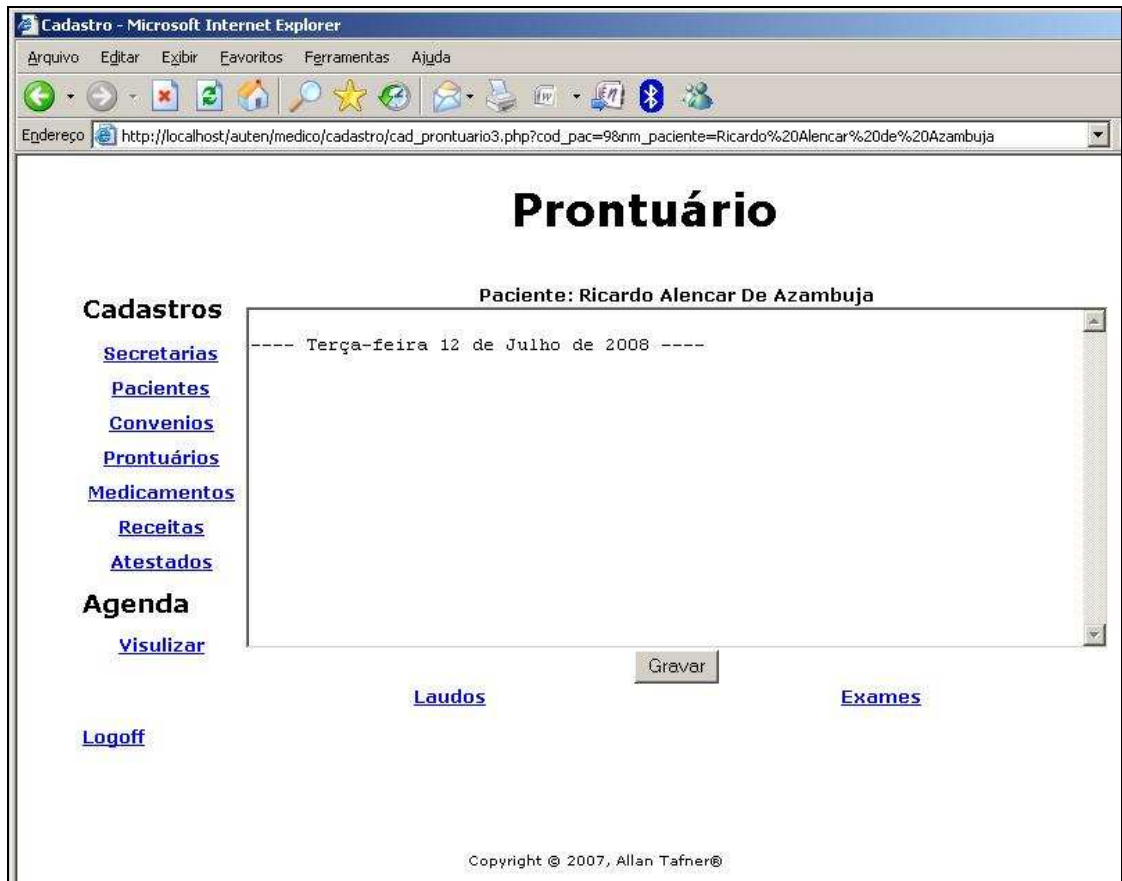 Cadastro - Microsoft Internet Explorer
Arquivo Editar Exibir Favoritos Ferramentas Ajuda
Endereço http://localhost/auten/medico/cadastro/cad_prontuario3.php?cod_pac=9&nm_paciente=Ricardo%20Alencar%20de%20Azambuja
Prontuário
Paciente: Ricardo Alencar De Azambuja
---- Terça-feira 12 de Julho de 2008 ----
Cadastros
Secretarias
Pacientes
Convenios
Prontuários
Medicamentos
Receitas
Atestados
Agenda
Visulizar
Gravar
Laudos Exames
Logoff
Copyright @ 2007, Allan Tafner®